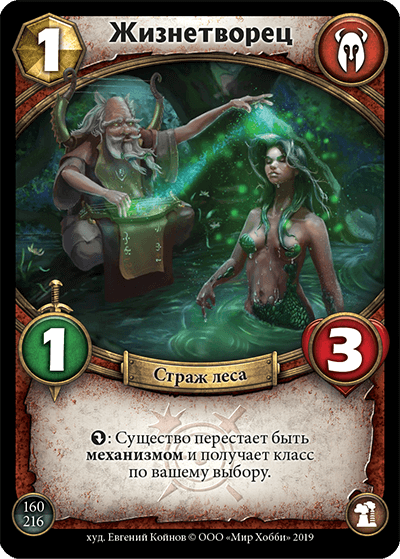 1
Жизнетворец
1
3
Страж леса
: Существо перестает быть
механизмом и получает класс
по вашему выбору.
160
216
худ. Евгений Койнов © ООО «Мир Хобби» 2019